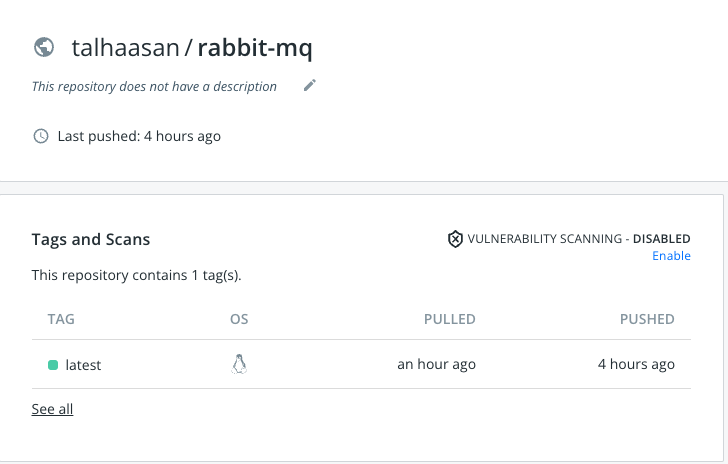 talhaasan / rabbit-mq
This repository does not have a description
Last pushed: 4 hours ago
Tags and Scans
VULNERABILITY SCANNING - DISABLED
Enable
This repository contains 1 tag(s).
TAG OS PULLED PUSHED
latest an hour ago 4 hours ago
See all